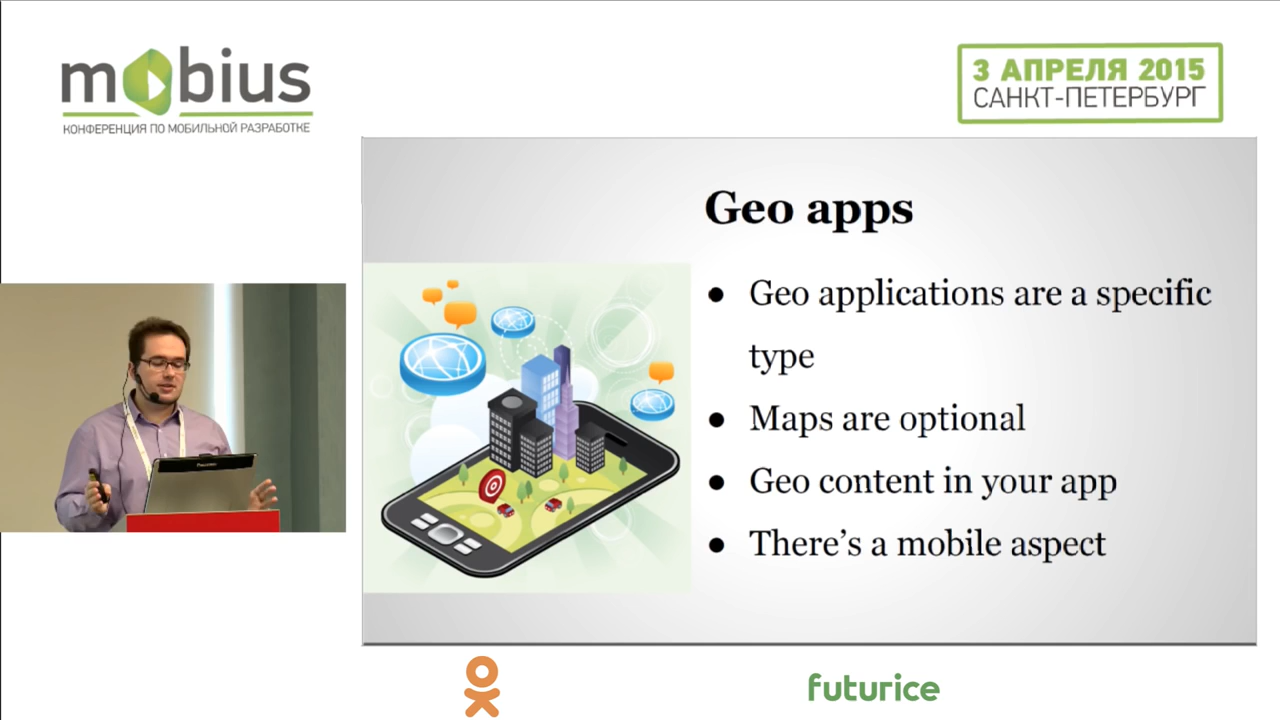 mobius
КОНФЕРЕНЦИЯ ПО МОБИЛЬНОЙ РАЗРАБОТКЕ
3 АПРЕЛЯ 2015
САНКТ-ПЕТЕРБУРГ
Geo apps
● Geo applications are a specific
type
● Maps are optional
● Geo content in your app
● There's a mobile aspect
futurice